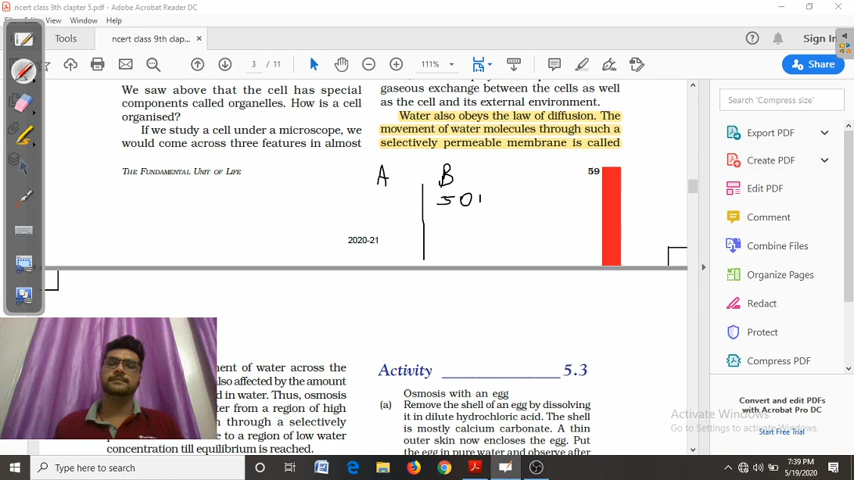 ncert class 9th chapter 5.pdf - Adobe Acrobat Reader DC
View Window Help
Tools
ncert class 9th clap...
×
Sign In
3 / 11
111%
Share
We saw above that the cell has special
components called organelles. How is a cell
organised?
If we study a cell under a microscope, we
would come across three features in almost
THE FUNDAMENTAL UNIT OF LIFE
gaseous exchange between the cells as well
as the cell and its external environment.
Water also obeys the law of diffusion. The
movement of water molecules through such a
selectively permeable membrane is called
A B
501
59
2020-21
ment of water across the
lso affected by the amount
d in water. Thus, osmosis
ter from a region of high
n through a selectively
e to a region of low water
concentration till equilibrium is reached.
Activity 5.3
Osmosis with an egg
(a) Remove the shell of an egg by dissolving
it in dilute hydrochloric acid. The shell
is mostly calcium carbonate. A thin
outer skin now encloses the egg. Put
the egg in pure water and observe after
Search 'Compress size'
Export PDF
Create PDF
Edit PDF
Comment
Combine Files
Organize Pages
Redact
Protect
Compress PDF
Convert and edit PDFs
with Acrobat Pro DC
Start Free Trial
Activate Windows
Go to Settings to activate Windows.
Type here to search
7:39 PM
5/19/2020